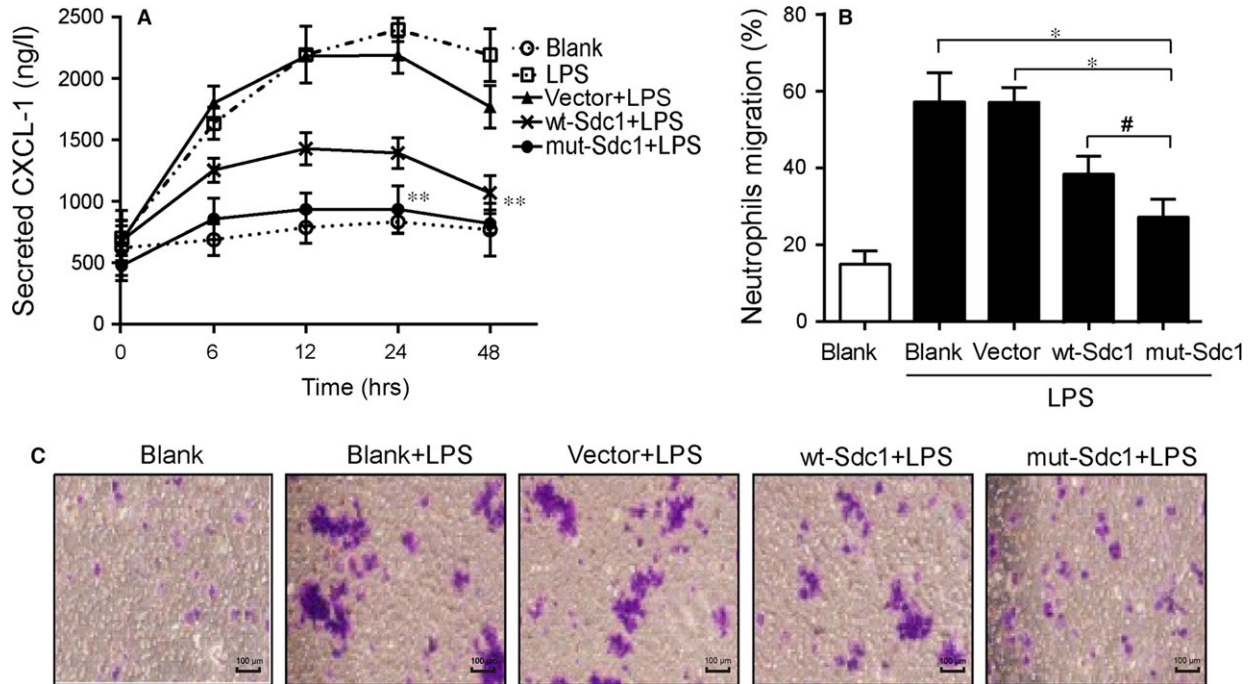 A
Secreted CXCL-1 (ng/l)
2500
2000
1500
1000
500
0
0 6 12 24 48
Time (hrs)
Blank
LPS
Vector+LPS
wt-Sdc1+LPS
mut-Sdc1+LPS
**
**
B
Neutrophils migration (%)
80
60
40
20
0
*
*
#
Blank Blank Vector wt-Sdc1 mut-Sdc1
LPS
C
Blank Blank+LPS Vector+LPS wt-Sdc1+LPS mut-Sdc1+LPS
100 µm 100 µm 100 µm 100 µm 100 µm